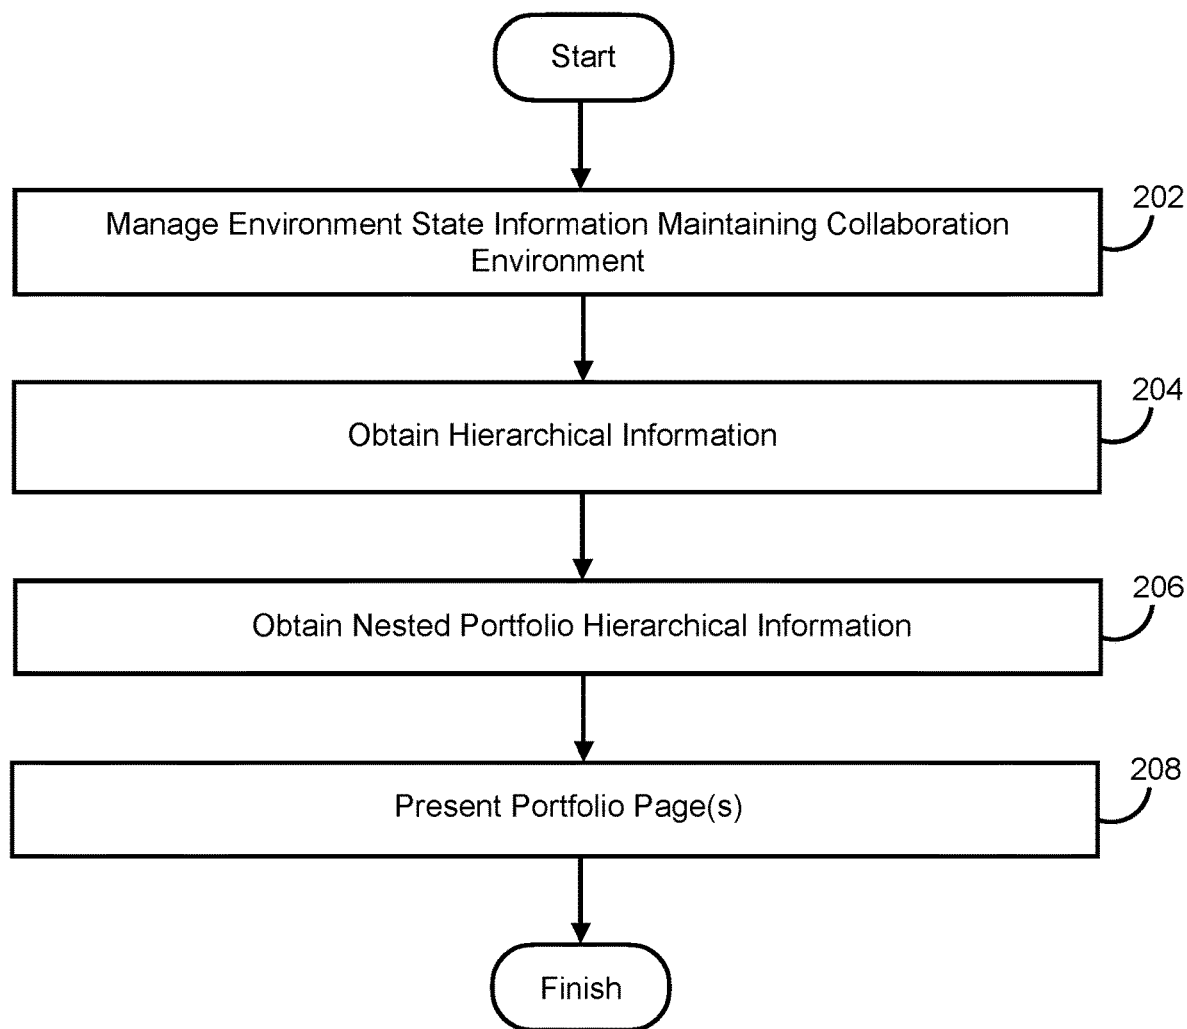 Start
202
Manage Environment State Information Maintaining Collaboration
Environment
204
Obtain Hierarchical Information
206
Obtain Nested Portfolio Hierarchical Information
208
Present Portfolio Page(s)
Finish